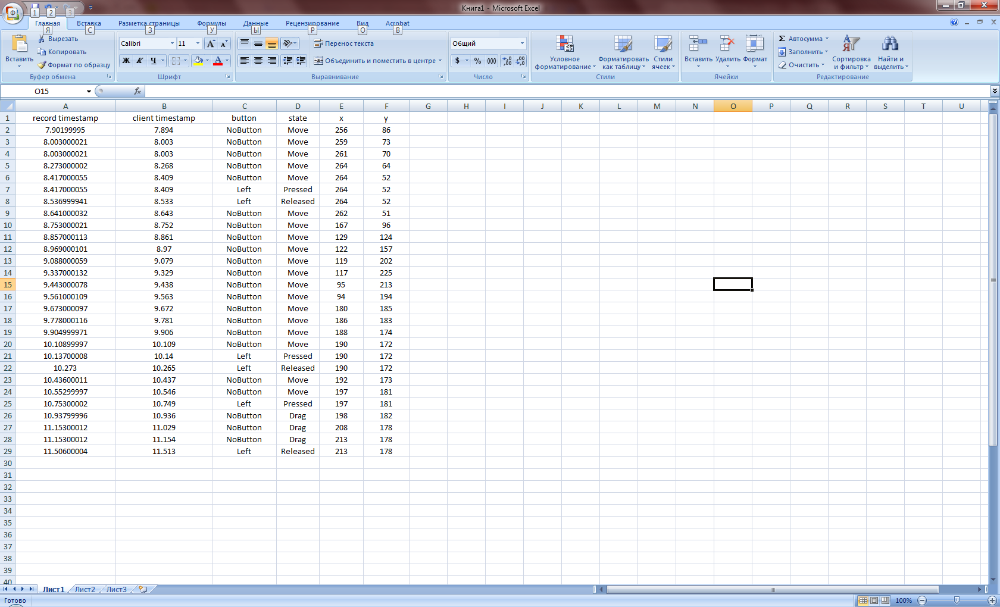 Книга1 - Microsoft Excel
Ф 1 2 3
Главная Вставка Разметка страницы Формулы Данные Рецензирование Вид Acrobat
Я С З У Ы Р О В
Вставить
Вырезать
Копировать
Формат по образцу
Буфер обмена
Calibri 11
Ж К Ч
Шрифт
Перенос текста
Объединить и поместить в центре
Выравнивание
Общий
$ % 000
Число
Условное форматирование
Форматировать как таблицу
Стили ячеек
Стили
Вставить Удалить Формат
Ячейки
Σ Автосумма
Заполнить
Очистить
Сортировка и фильтр
Найти и выделить
Редактирование
O15 fx
A B C D E F G H I J K L M N O P Q R S T U
1 record timestamp client timestamp button state x y
2 7.90199995 7.894 NoButton Move 256 86
3 8.003000021 8.003 NoButton Move 259 73
4 8.003000021 8.003 NoButton Move 261 70
5 8.273000002 8.268 NoButton Move 264 64
6 8.417000055 8.409 NoButton Move 264 52
7 8.417000055 8.409 Left Pressed 264 52
8 8.536999941 8.533 Left Released 264 52
9 8.641000032 8.643 NoButton Move 262 51
10 8.753000021 8.752 NoButton Move 167 96
11 8.857000113 8.861 NoButton Move 129 124
12 8.969000101 8.97 NoButton Move 122 157
13 9.088000059 9.079 NoButton Move 119 202
14 9.337000132 9.329 NoButton Move 117 225
15 9.443000078 9.438 NoButton Move 95 213
16 9.561000109 9.563 NoButton Move 94 194
17 9.673000097 9.672 NoButton Move 180 185
18 9.778000116 9.781 NoButton Move 186 183
19 9.904999971 9.906 NoButton Move 188 174
20 10.10899997 10.109 NoButton Move 190 172
21 10.13700008 10.14 Left Pressed 190 172
22 10.273 10.265 Left Released 190 172
23 10.43600011 10.437 NoButton Move 192 173
24 10.55299997 10.546 NoButton Move 197 181
25 10.75300002 10.749 Left Pressed 197 181
26 10.93799996 10.936 NoButton Drag 198 182
27 11.15300012 11.029 NoButton Drag 208 178
28 11.15300012 11.154 NoButton Drag 213 178
29 11.50600004 11.513 Left Released 213 178
30
31
32
33
34
35
36
37
38
39
40
Лист1 Лист2 Лист3
Готово 100%